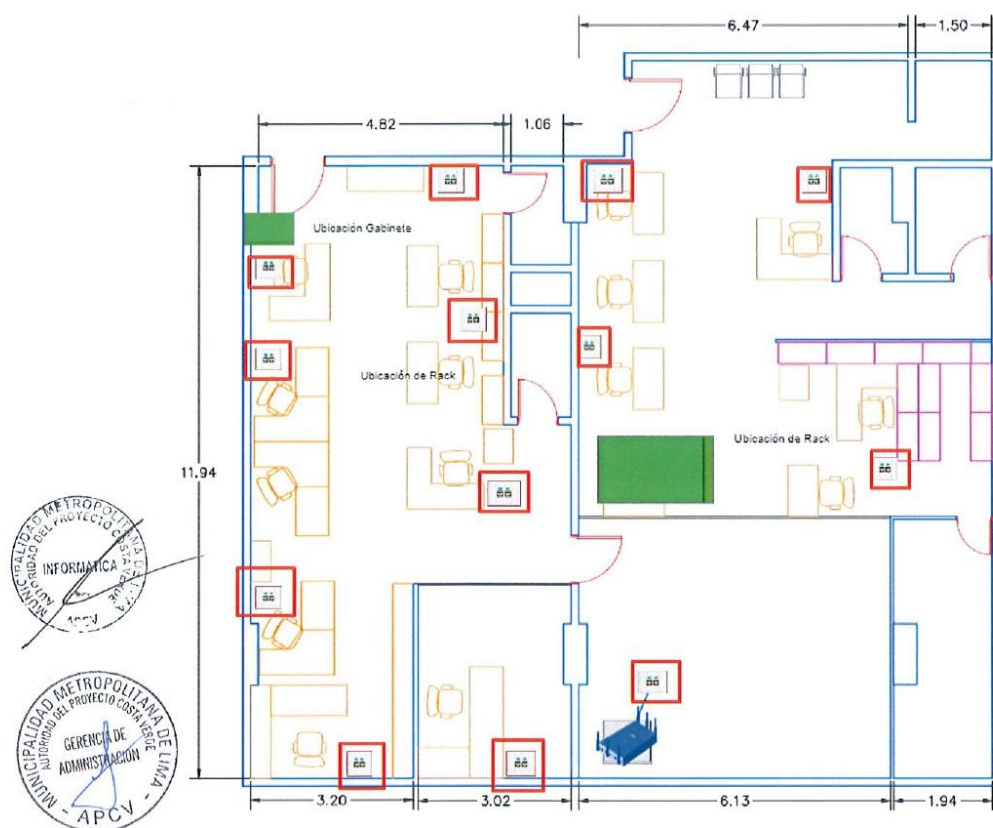 6.47
1.50
4.82
1.06
Ubicación Gabinete
Ubicación de Rack
Ubicación de Rack
11.94
MUNICIPALIDAD METROPOLITANA DE LIMA
AUTORIDAD DEL PROYECTO COSTA VERDE
INFORMATICA
APCV
MUNICIPALIDAD METROPOLITANA DE LIMA
AUTORIDAD DEL PROYECTO COSTA VERDE
GERENCIA DE
ADMINISTRACIÓN
- APCV -
3.20
3.02
6.13
1.94